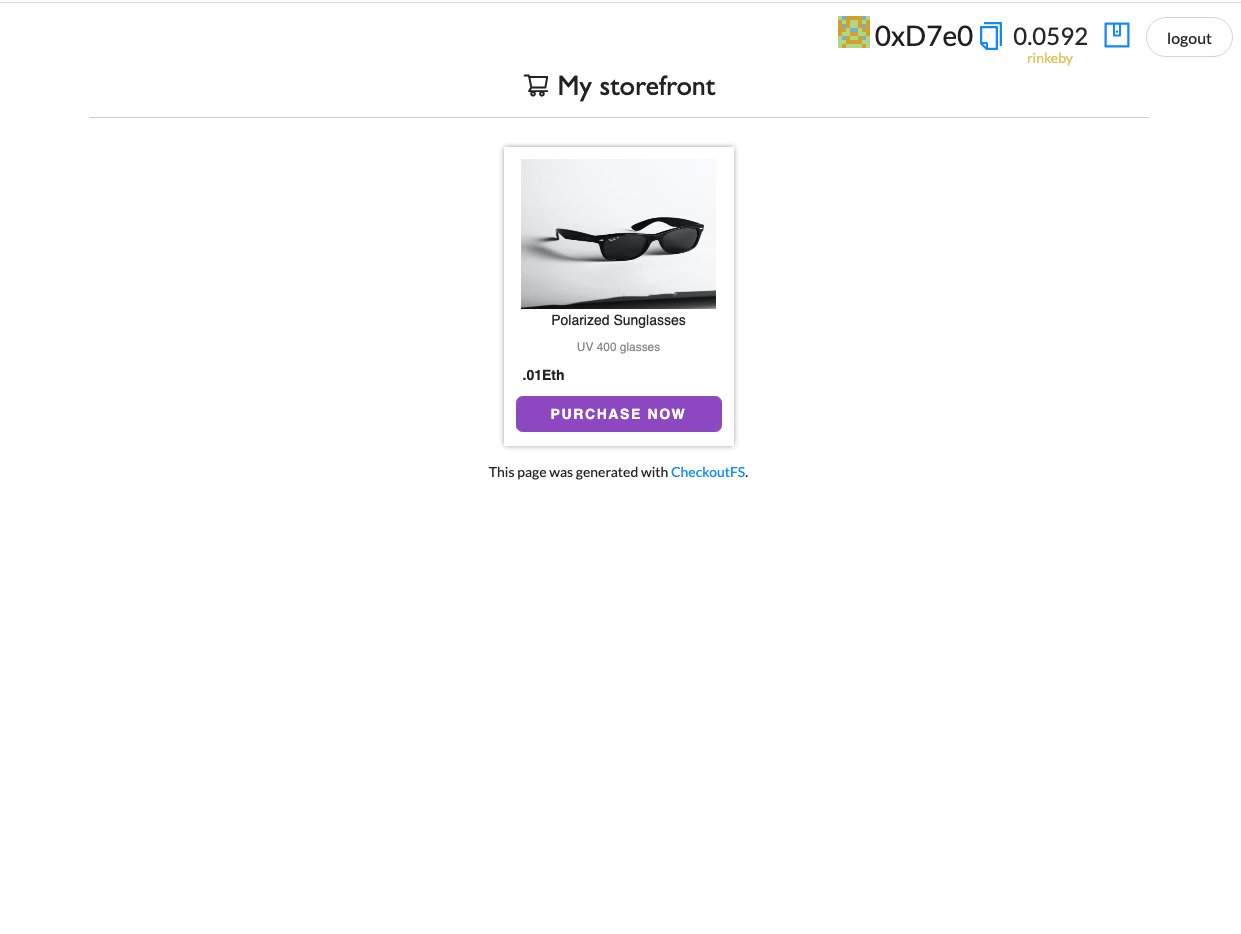 0xD7e0 0.0592 logout
rinkeby
My storefront
Polarized Sunglasses
UV 400 glasses
.01Eth
PURCHASE NOW
This page was generated with CheckoutFS.